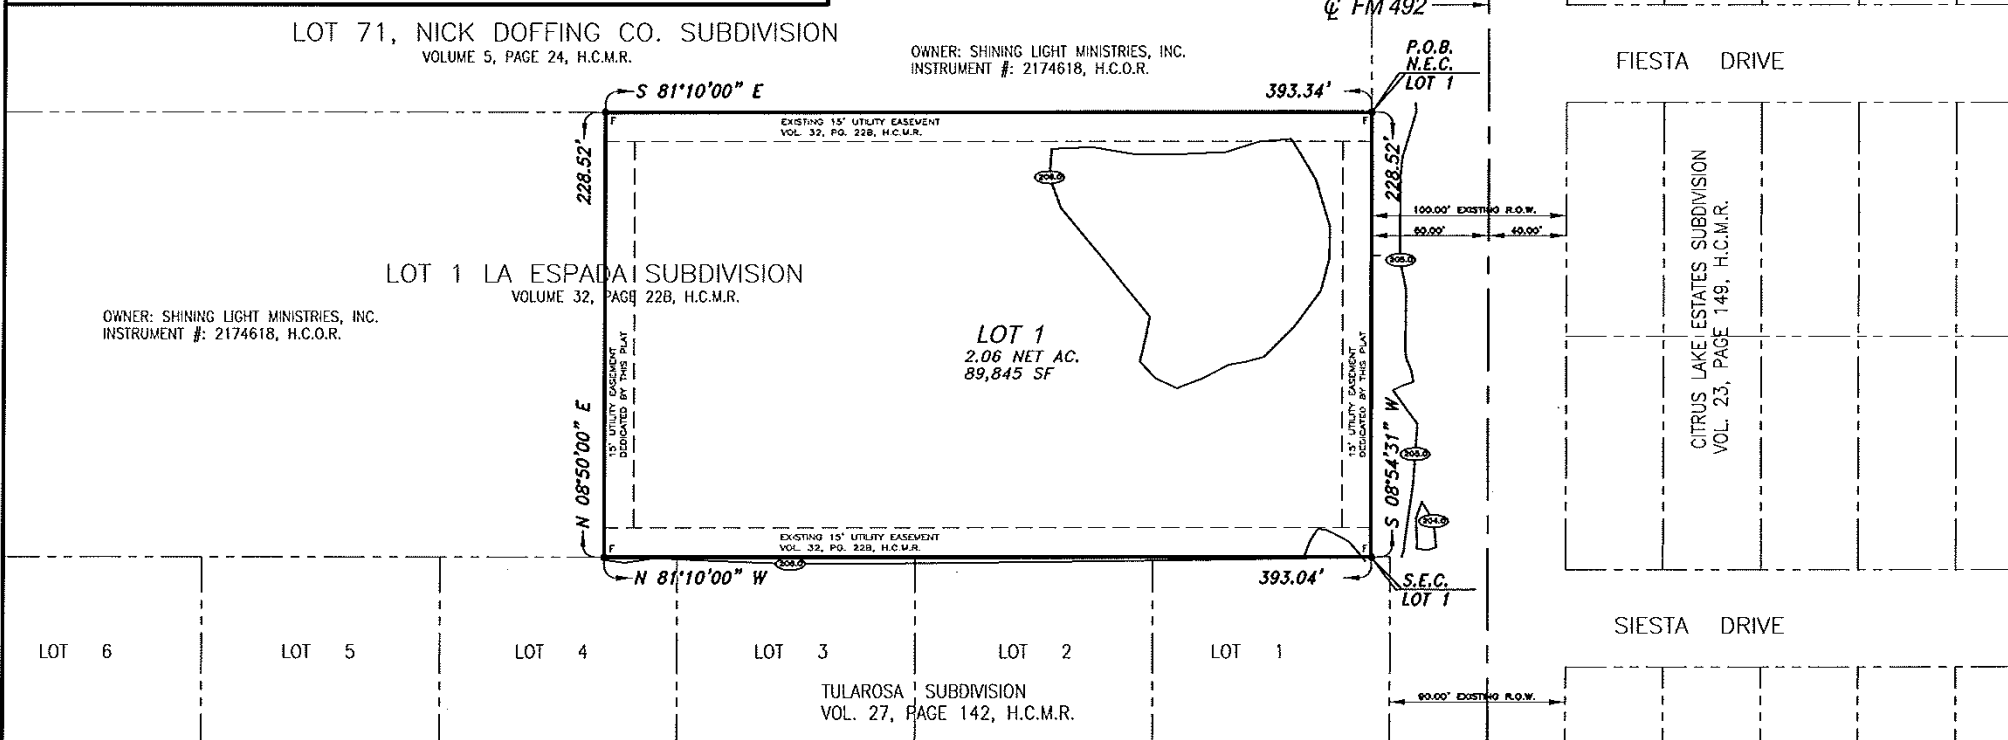 LOT 71, NICK DOFFING CO. SUBDIVISION
VOLUME 5, PAGE 24, H.C.M.R.
OWNER: SHINING LIGHT MINISTRIES, INC.
INSTRUMENT #: 2174618, H.C.O.R.
℄ FM 492
P.O.B.
N.E.C.
LOT 1
FIESTA DRIVE
S 81°10'00" E
393.34'
EXISTING 15' UTILITY EASEMENT
VOL. 32, PG. 22B, H.C.M.R.
F
F
228.52'
228.52'
100.00' EXISTING R.O.W.
60.00'
40.00'
205.0
CITRUS LAKE ESTATES SUBDIVISION
VOL. 23, PAGE 149, H.C.M.R.
LOT 1 LA ESPADA SUBDIVISION
VOLUME 32, PAGE 22B, H.C.M.R.
OWNER: SHINING LIGHT MINISTRIES, INC.
INSTRUMENT #: 2174618, H.C.O.R.
LOT 1
2.06 NET AC.
89,845 SF
15' UTILITY EASEMENT
DEDICATED BY THIS PLAT
15' UTILITY EASEMENT
DEDICATED BY THIS PLAT
N 08°50'00" E
S 08°54'31" W
205.0
204.0
EXISTING 15' UTILITY EASEMENT
VOL. 32, PG. 22B, H.C.M.R.
F
F
N 81°10'00" W
393.04'
S.E.C.
LOT 1
SIESTA DRIVE
LOT 6
LOT 5
LOT 4
LOT 3
LOT 2
LOT 1
TULAROSA SUBDIVISION
VOL. 27, PAGE 142, H.C.M.R.
90.00' EXISTING R.O.W.